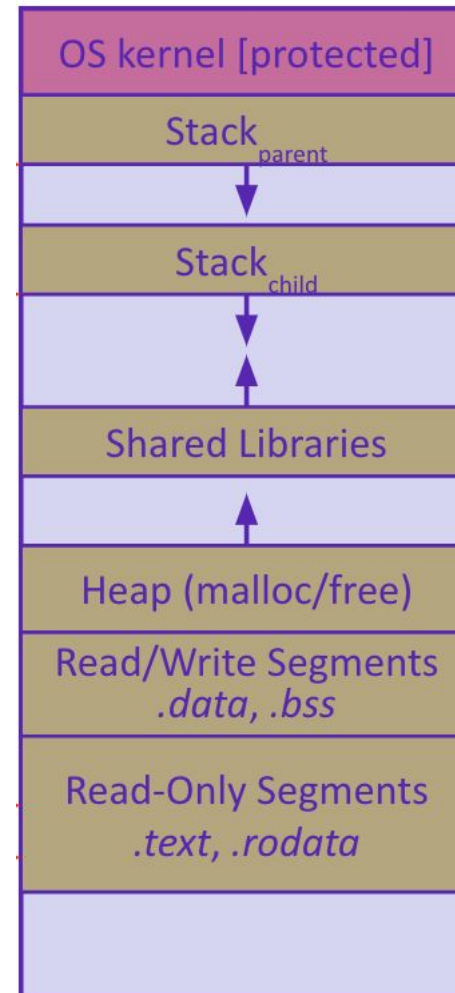 OS kernel [protected]
Stack parent
Stack child
Shared Libraries
Heap (malloc/free)
Read/Write Segments
.data, .bss
Read-Only Segments
.text, .rodata